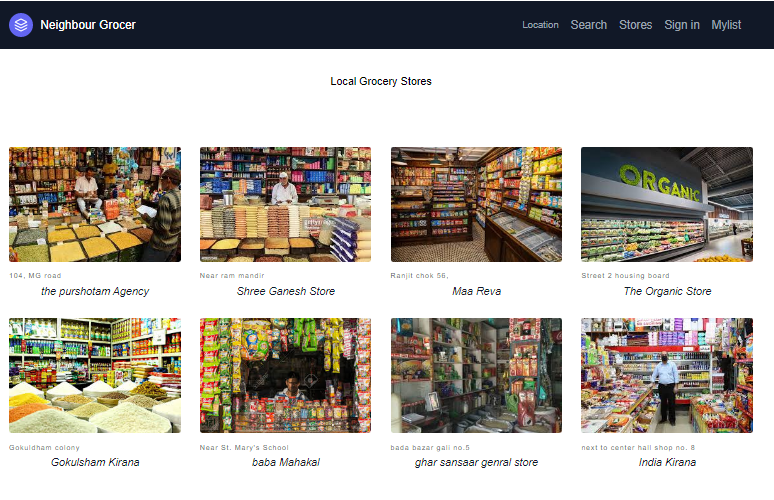 Neighbour Grocer
Location Search Stores Sign in Mylist
Local Grocery Stores
ORGANIC
104, MG road
Near ram mandir
Ranjit chok 56,
Street 2 housing board
the purshotam Agency
Shree Ganesh Store
Maa Reva
The Organic Store
Gokuldham colony
Near St. Mary's School
bada bazar gali no.5
next to center hall shop no. 8
Gokulsham Kirana
baba Mahakal
ghar sansaar genral store
India Kirana